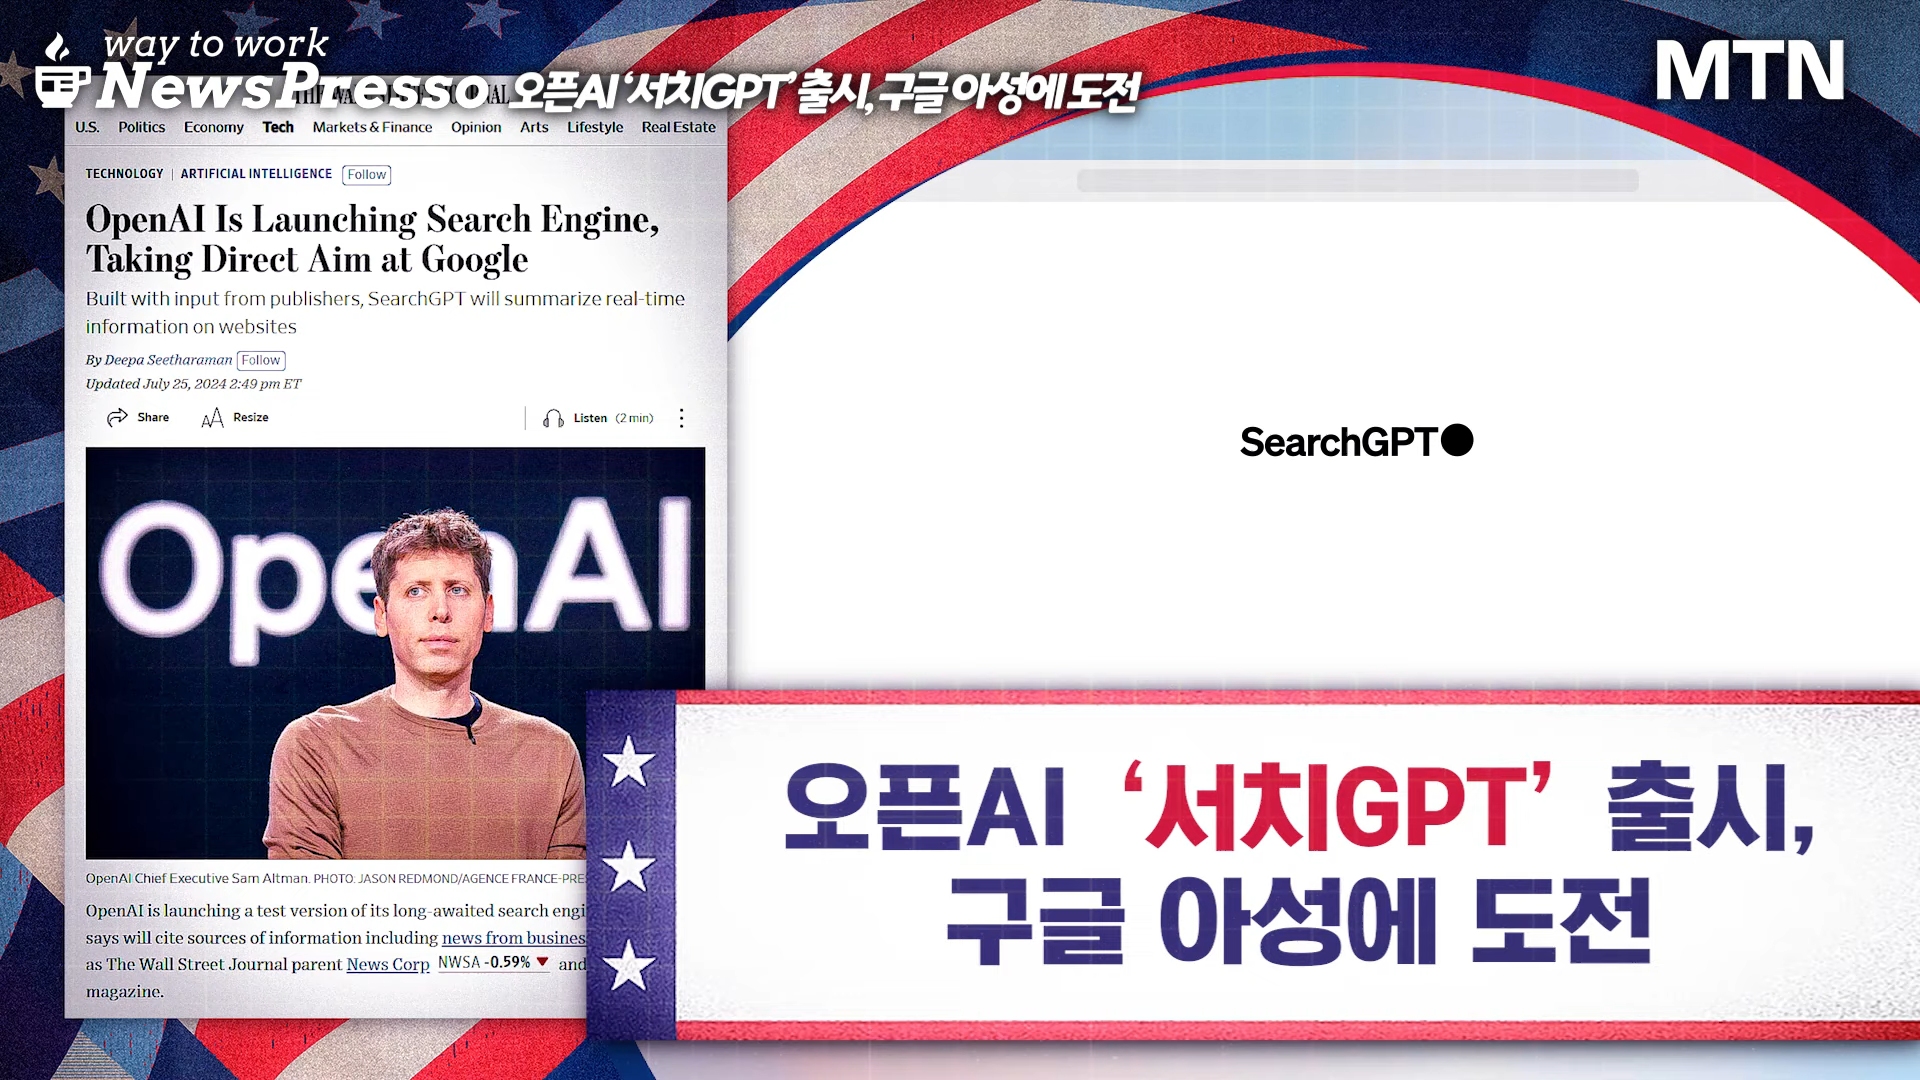 way to work
NewsPresso 오픈AI ‘서치GPT’ 출시, 구글 아성에 도전
MTN
U.S. Politics Economy Tech Markets & Finance Opinion Arts Lifestyle Real Estate
TECHNOLOGY | ARTIFICIAL INTELLIGENCE Follow
OpenAI Is Launching Search Engine,
Taking Direct Aim at Google
Built with input from publishers, SearchGPT will summarize real-time
information on websites
By Deepa Seetharaman Follow
Updated July 25, 2024 2:49 pm ET
Share Resize Listen (2 min)
OpenAI
OpenAI Chief Executive Sam Altman. PHOTO: JASON REDMOND/AGENCE FRANCE-PRE
OpenAI is launching a test version of its long-awaited search engi
says will cite sources of information including news from busines
as The Wall Street Journal parent News Corp NWSA -0.59% ▼ and
magazine.
SearchGPT●
오픈AI ‘서치GPT’ 출시,
구글 아성에 도전